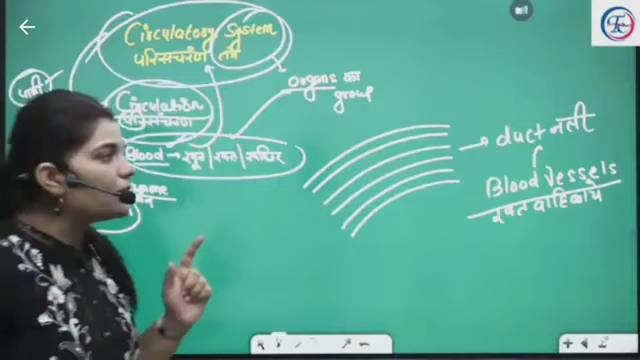 Circulatory System
परिसंचरण तंत्र
Organs का
group
Circulation
परिसंचरण
Blood → खून / रक्त / रूधिर
duct नली
Blood Vessels
रक्त वाहिकाये